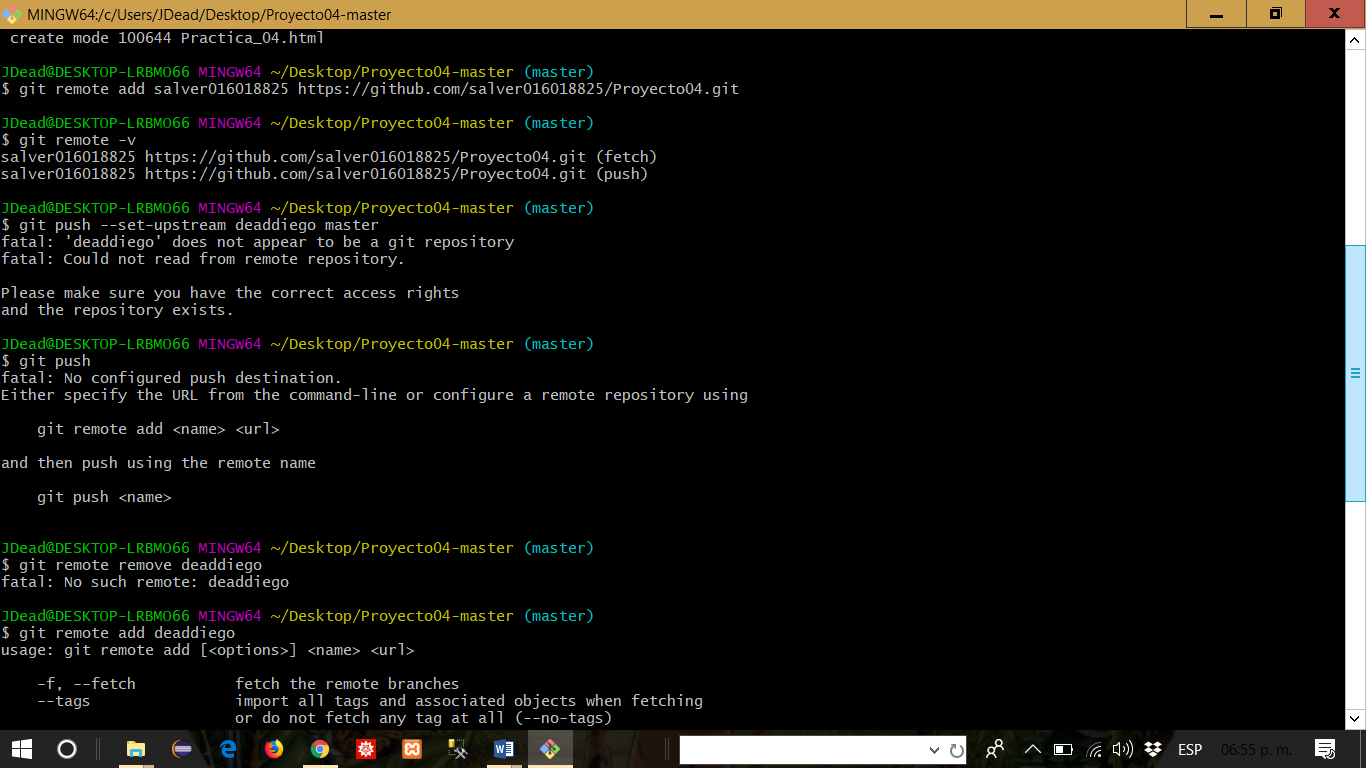 MINGW64:/c/Users/JDead/Desktop/Proyecto04-master
create mode 100644 Practica_04.html
JDead@DESKTOP-LRBMO66 MINGW64 ~/Desktop/Proyecto04-master (master)
$ git remote add salver016018825 https://github.com/salver016018825/Proyecto04.git
JDead@DESKTOP-LRBMO66 MINGW64 ~/Desktop/Proyecto04-master (master)
$ git remote -v
salver016018825 https://github.com/salver016018825/Proyecto04.git (fetch)
salver016018825 https://github.com/salver016018825/Proyecto04.git (push)
JDead@DESKTOP-LRBMO66 MINGW64 ~/Desktop/Proyecto04-master (master)
$ git push --set-upstream deaddiego master
fatal: 'deaddiego' does not appear to be a git repository
fatal: Could not read from remote repository.
Please make sure you have the correct access rights
and the repository exists.
JDead@DESKTOP-LRBMO66 MINGW64 ~/Desktop/Proyecto04-master (master)
$ git push
fatal: No configured push destination.
Either specify the URL from the command-line or configure a remote repository using
git remote add <name> <url>
and then push using the remote name
git push <name>
JDead@DESKTOP-LRBMO66 MINGW64 ~/Desktop/Proyecto04-master (master)
$ git remote remove deaddiego
fatal: No such remote: deaddiego
JDead@DESKTOP-LRBMO66 MINGW64 ~/Desktop/Proyecto04-master (master)
$ git remote add deaddiego
usage: git remote add [<options>] <name> <url>
-f, --fetch fetch the remote branches
--tags import all tags and associated objects when fetching
or do not fetch any tag at all (--no-tags)
ESP 06:55 p. m.